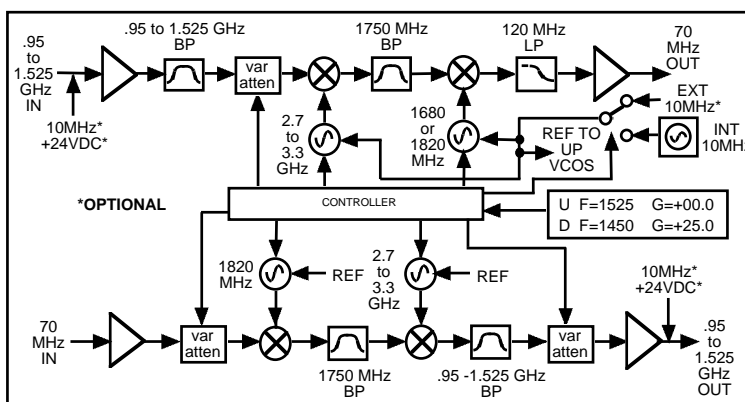 .95
to
1.525
GHz
IN
10MHz*
+24VDC*
.95 to 1.525 GHz
BP
var
atten
2.7
to
3.3
GHz
1750 MHz
BP
1680
or
1820
MHz
120 MHz
LP
70
MHz
OUT
EXT
10MHz*
INT
10MHz
REF TO
UP
VCOS
*OPTIONAL
CONTROLLER
U F=1525 G=+00.0
D F=1450 G=+25.0
1820
MHz
REF
2.7
to
3.3
GHz
REF
10MHz*
+24VDC*
70
MHz
IN
var
atten
1750 MHz
BP
.95 -1.525 GHz
BP
var
atten
.95
to
1.525
GHz
OUT